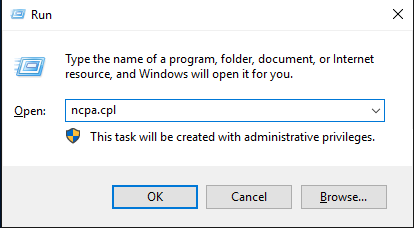 Run
Type the name of a program, folder, document, or Internet
resource, and Windows will open it for you.
Open: ncpa.cpl
This task will be created with administrative privileges.
OK Cancel Browse...